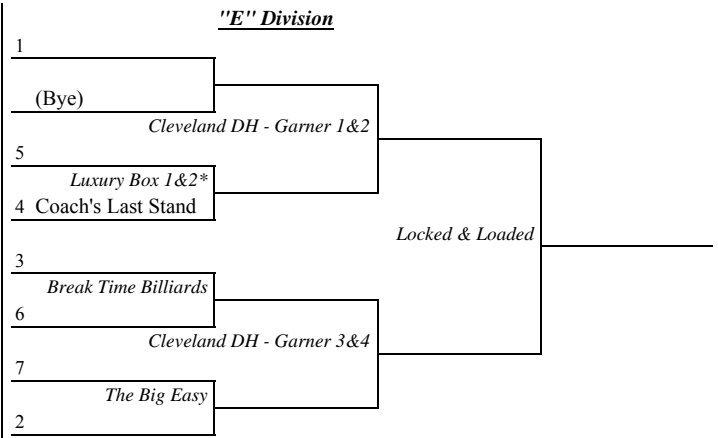 "E" Division
1
(Bye)
Cleveland DH - Garner 1&2
5
Luxury Box 1&2*
4 Coach's Last Stand
Locked & Loaded
3
Break Time Billiards
6
Cleveland DH - Garner 3&4
7
The Big Easy
2